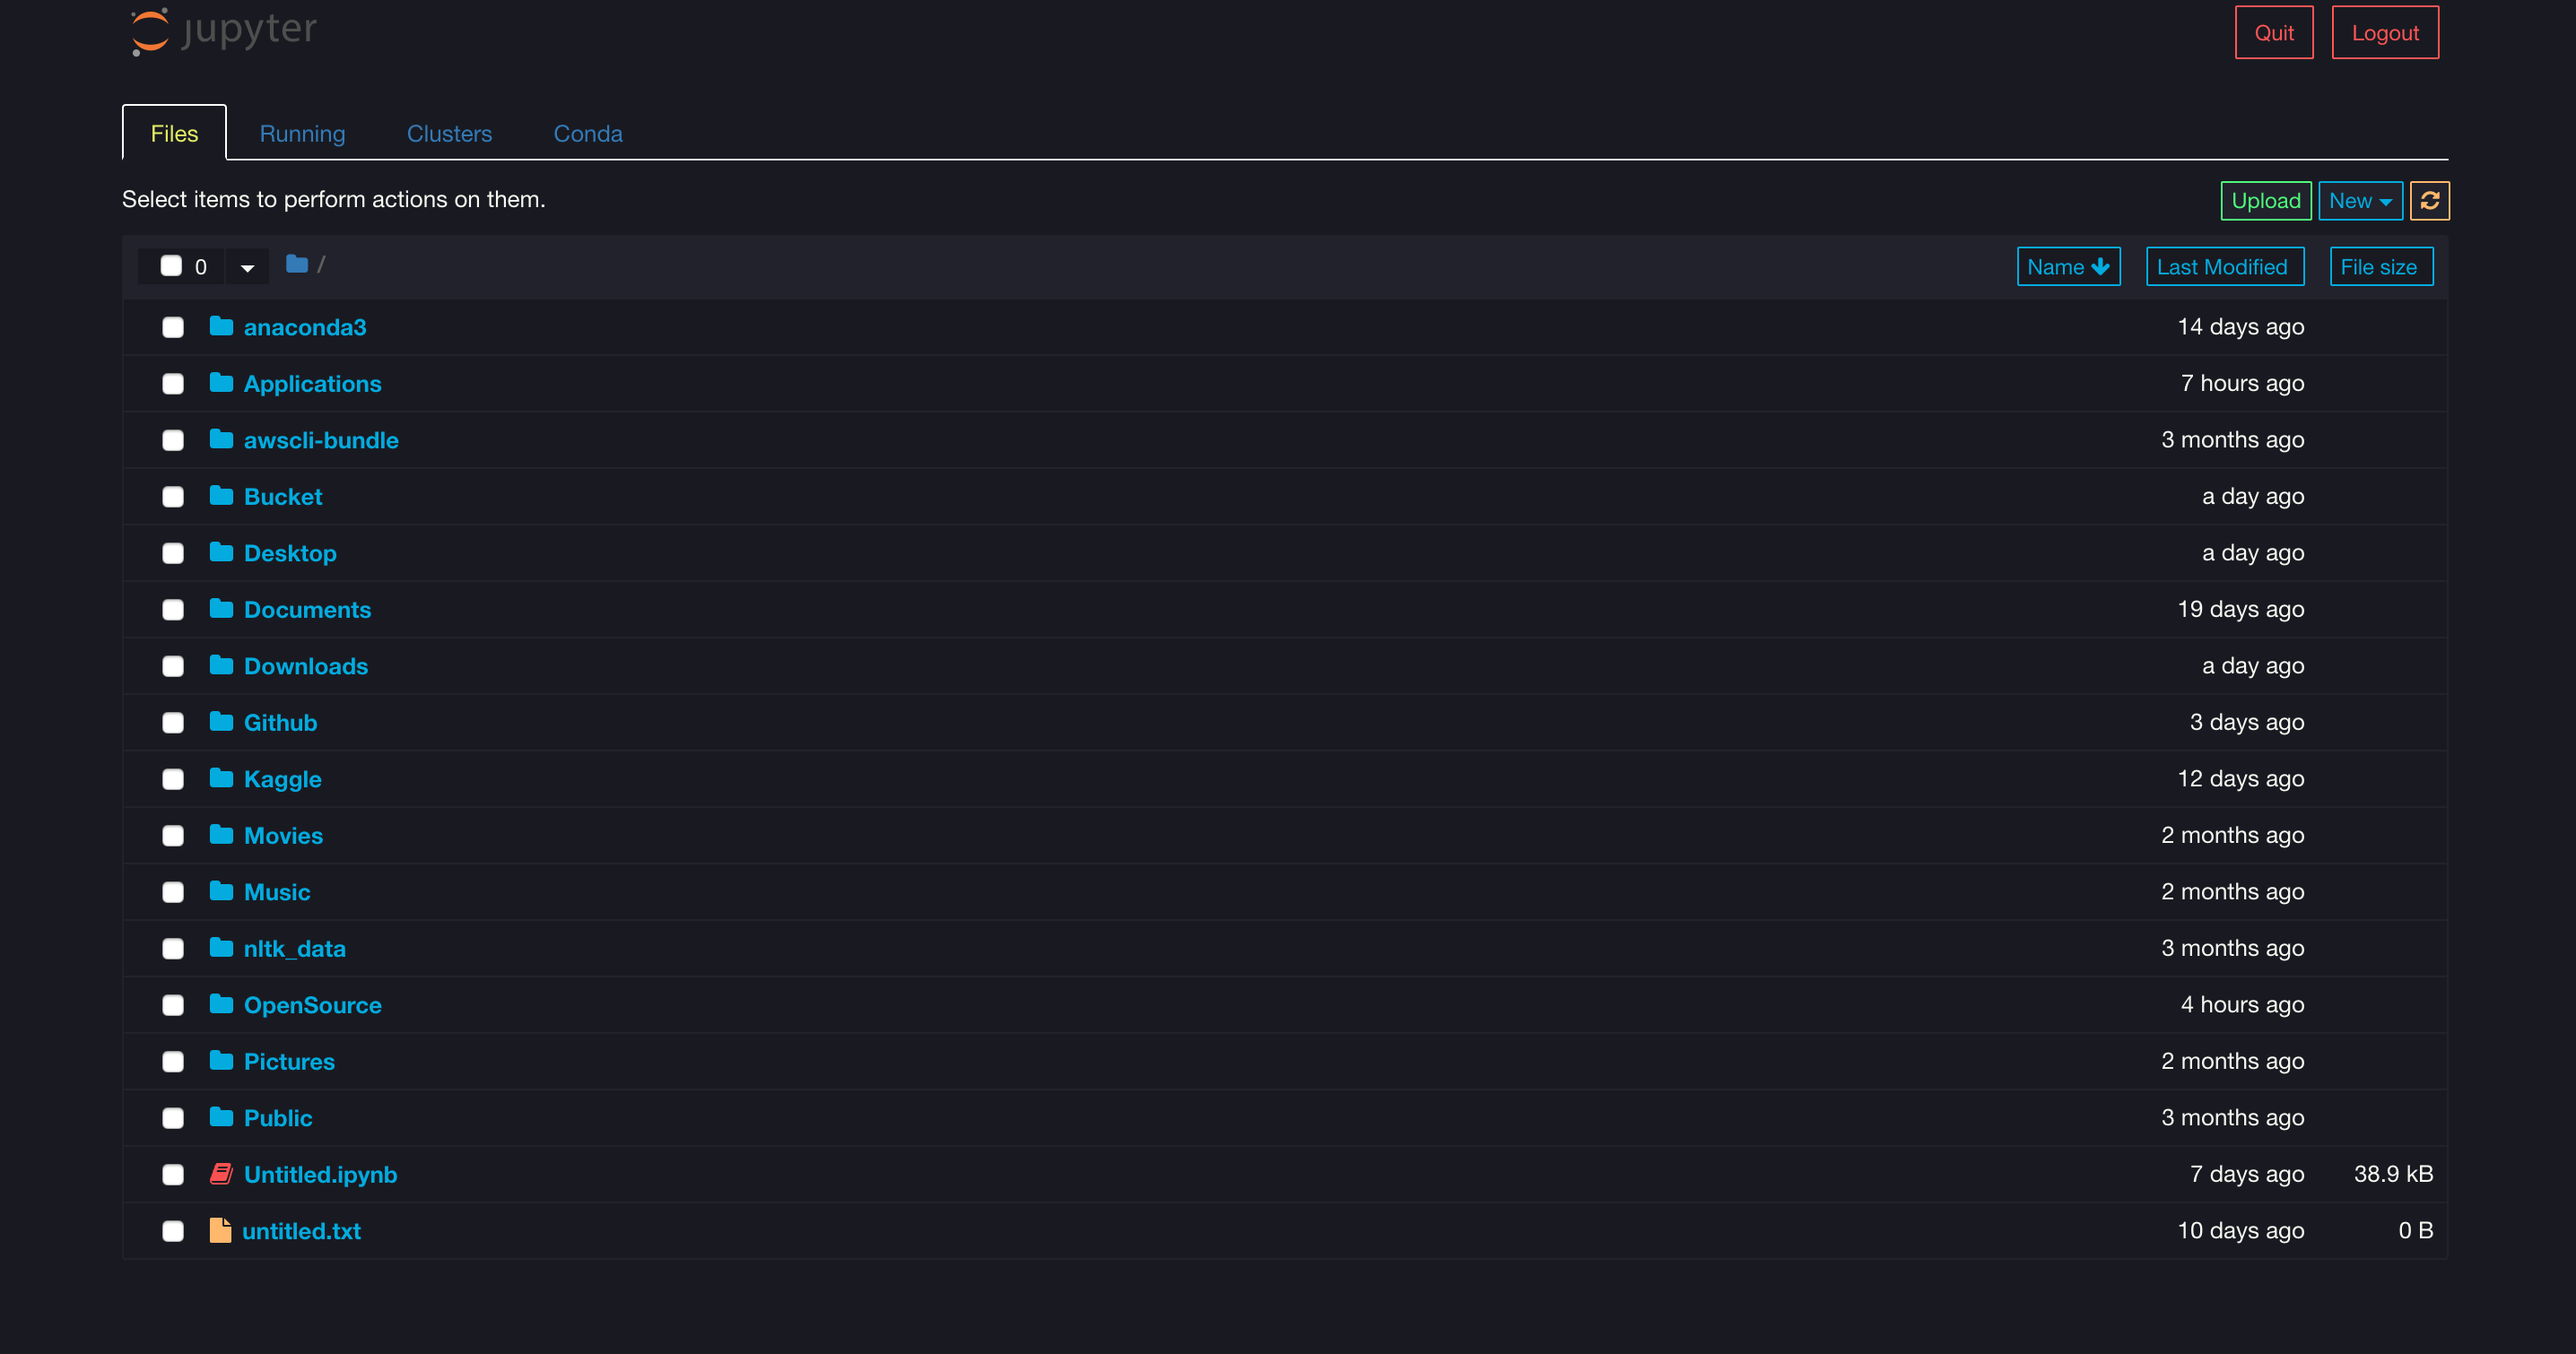 jupyter
Quit Logout
Files Running Clusters Conda
Select items to perform actions on them.
Upload New
0 /
Name Last Modified File size
anaconda3 14 days ago
Applications 7 hours ago
awscli-bundle 3 months ago
Bucket a day ago
Desktop a day ago
Documents 19 days ago
Downloads a day ago
Github 3 days ago
Kaggle 12 days ago
Movies 2 months ago
Music 2 months ago
nltk_data 3 months ago
OpenSource 4 hours ago
Pictures 2 months ago
Public 3 months ago
Untitled.ipynb 7 days ago 38.9 kB
untitled.txt 10 days ago 0 B